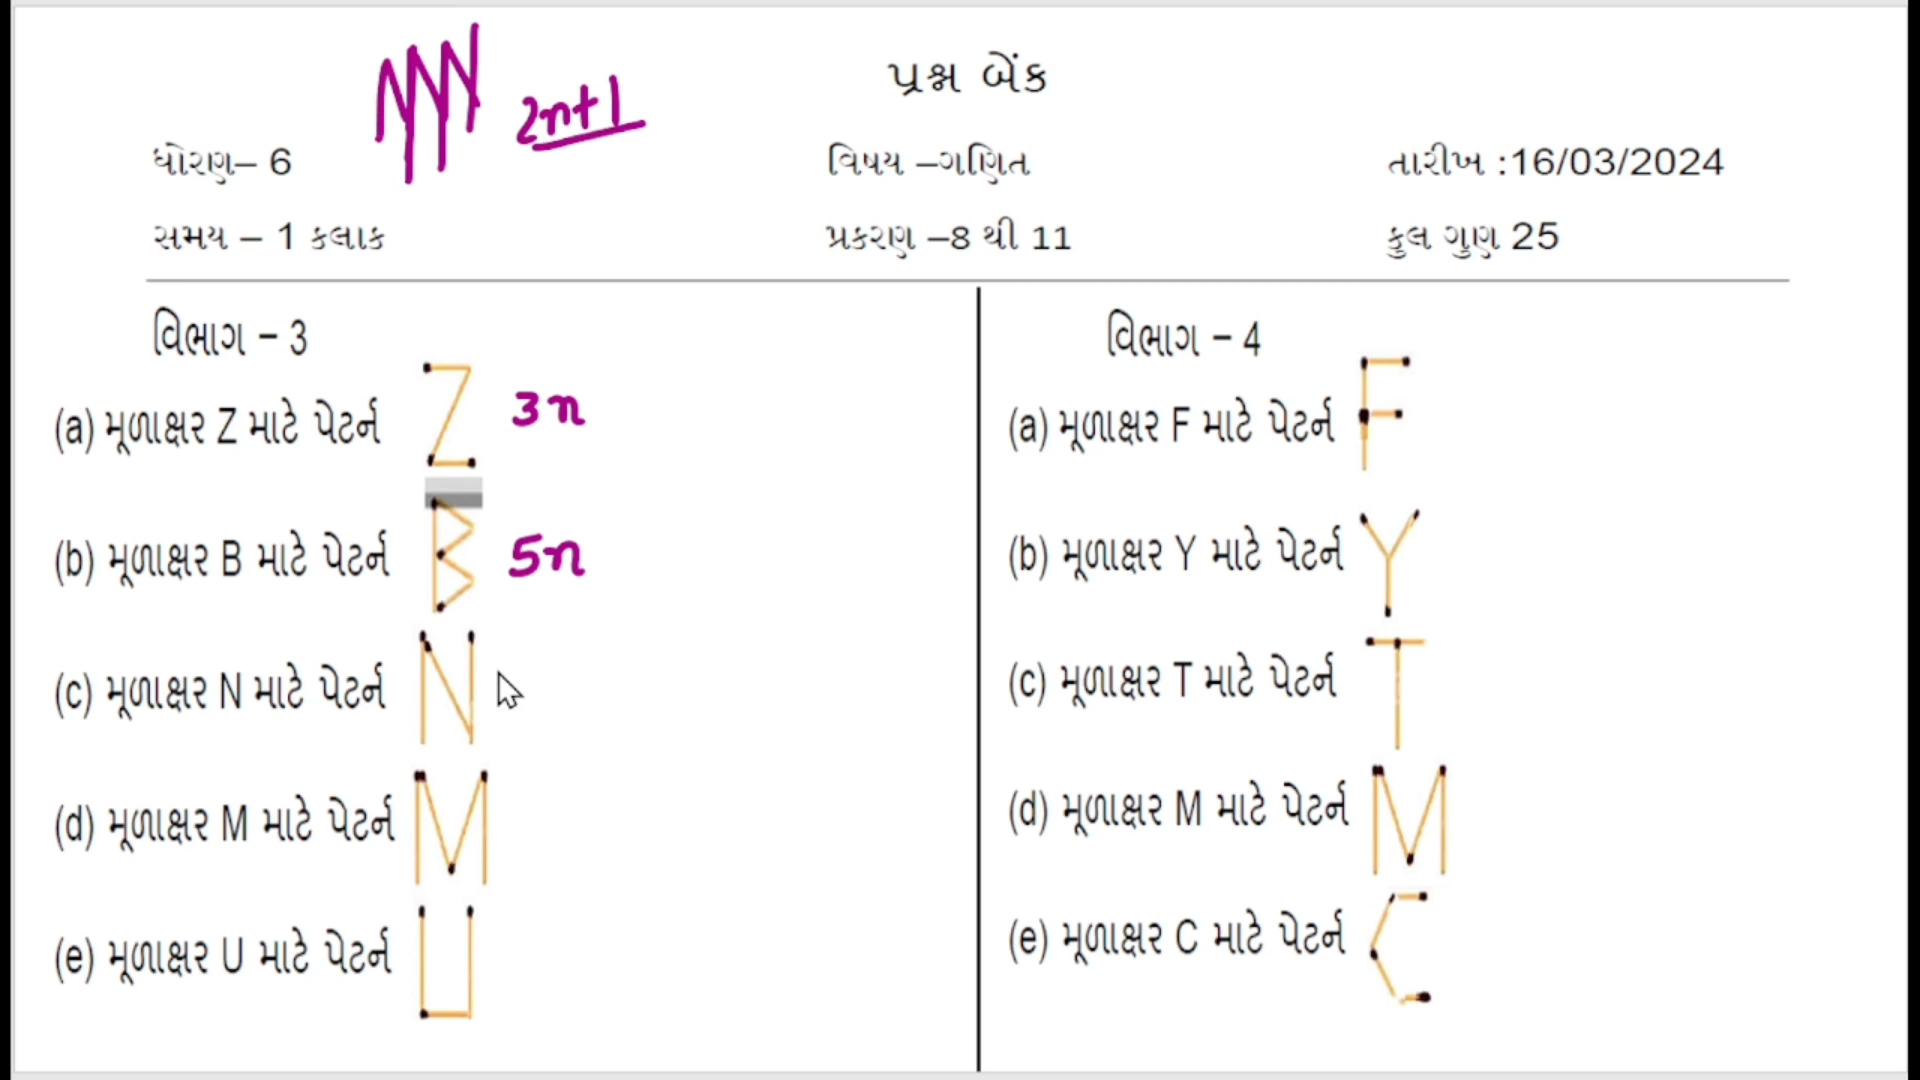 પ્રશ્ન બેંક
2n+1
ધોરણ– 6 વિષય –ગણિત તારીખ :16/03/2024
સમય – 1 કલાક પ્રકરણ –8 થી 11 કુલ ગુણ 25
વિભાગ – 3
(a) મૂળાક્ષર Z માટે પેટર્ન 3n
(b) મૂળાક્ષર B માટે પેટર્ન 5n
(c) મૂળાક્ષર N માટે પેટર્ન
(d) મૂળાક્ષર M માટે પેટર્ન
(e) મૂળાક્ષર U માટે પેટર્ન
વિભાગ – 4
(a) મૂળાક્ષર F માટે પેટર્ન
(b) મૂળાક્ષર Y માટે પેટર્ન
(c) મૂળાક્ષર T માટે પેટર્ન
(d) મૂળાક્ષર M માટે પેટર્ન
(e) મૂળાક્ષર C માટે પેટર્ન